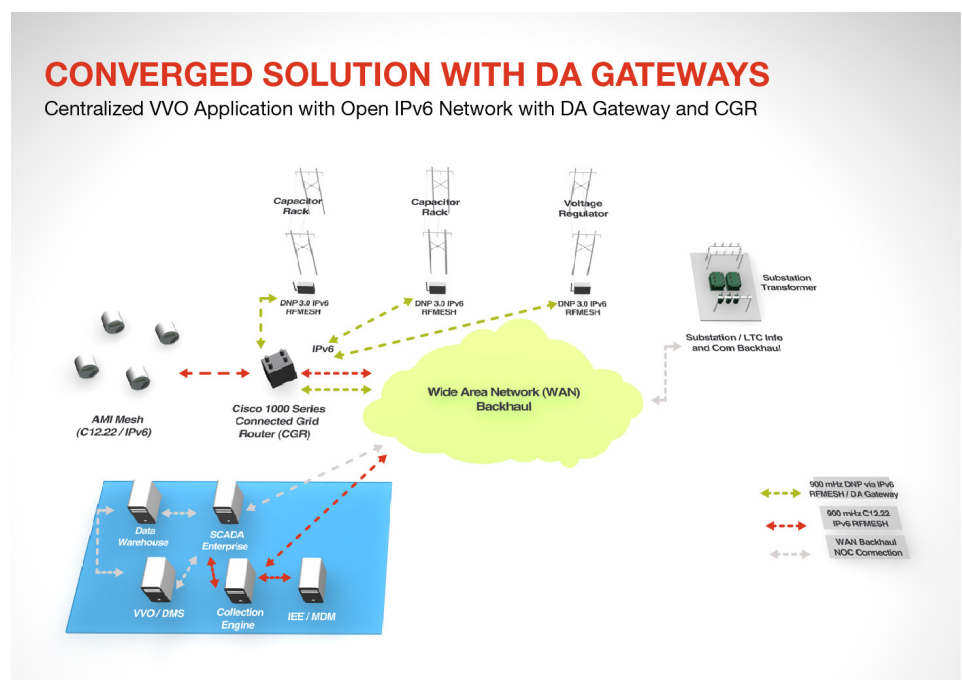 CONVERGED SOLUTION WITH DA GATEWAYS
Centralized VVO Application with Open IPv6 Network with DA Gateway and CGR
Capacitor
Rack
Capacitor
Rack
Voltage
Regulator
DNP 3.0 IPv6
RFMESH
DNP 3.0 IPv6
RFMESH
DNP 3.0 IPv6
RFMESH
Substation
Transformer
Substation / LTC Info
and Com Backhaul
IPv6
Wide Area Network (WAN)
Backhaul
AMI Mesh
(C12.22 / IPv6)
Cisco 1000 Series
Connected Grid
Router (CGR)
Data
Warehouse
SCADA
Enterprise
VVO / DMS
Collection
Engine
IEE / MDM
900 mHz DNP via IPv6
RFMESH / DA Gateway
900 mHz C12.22
IPv6 RFMESH
WAN Backhaul
NOC Connection